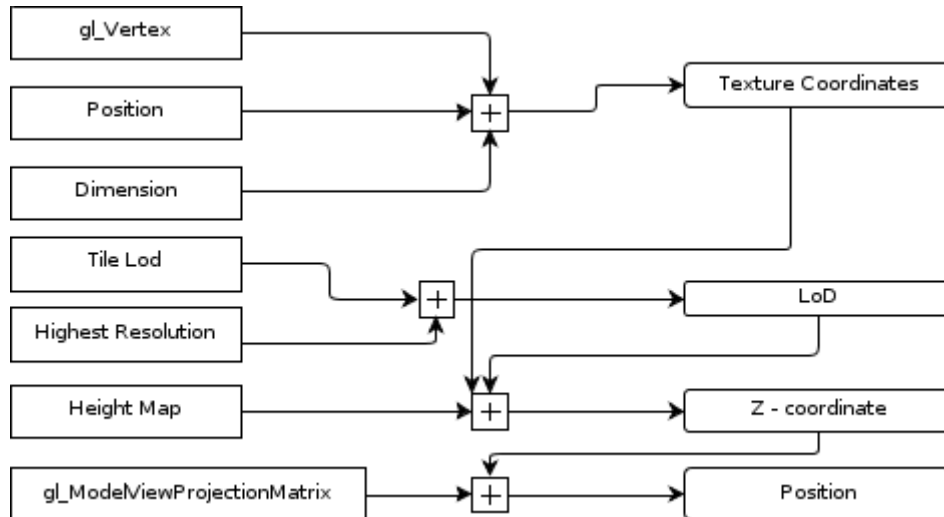 gl_Vertex
Position
Texture Coordinates
Dimension
Tile Lod
LoD
Highest Resolution
Height Map
Z - coordinate
gl_ModelViewProjectionMatrix
Position